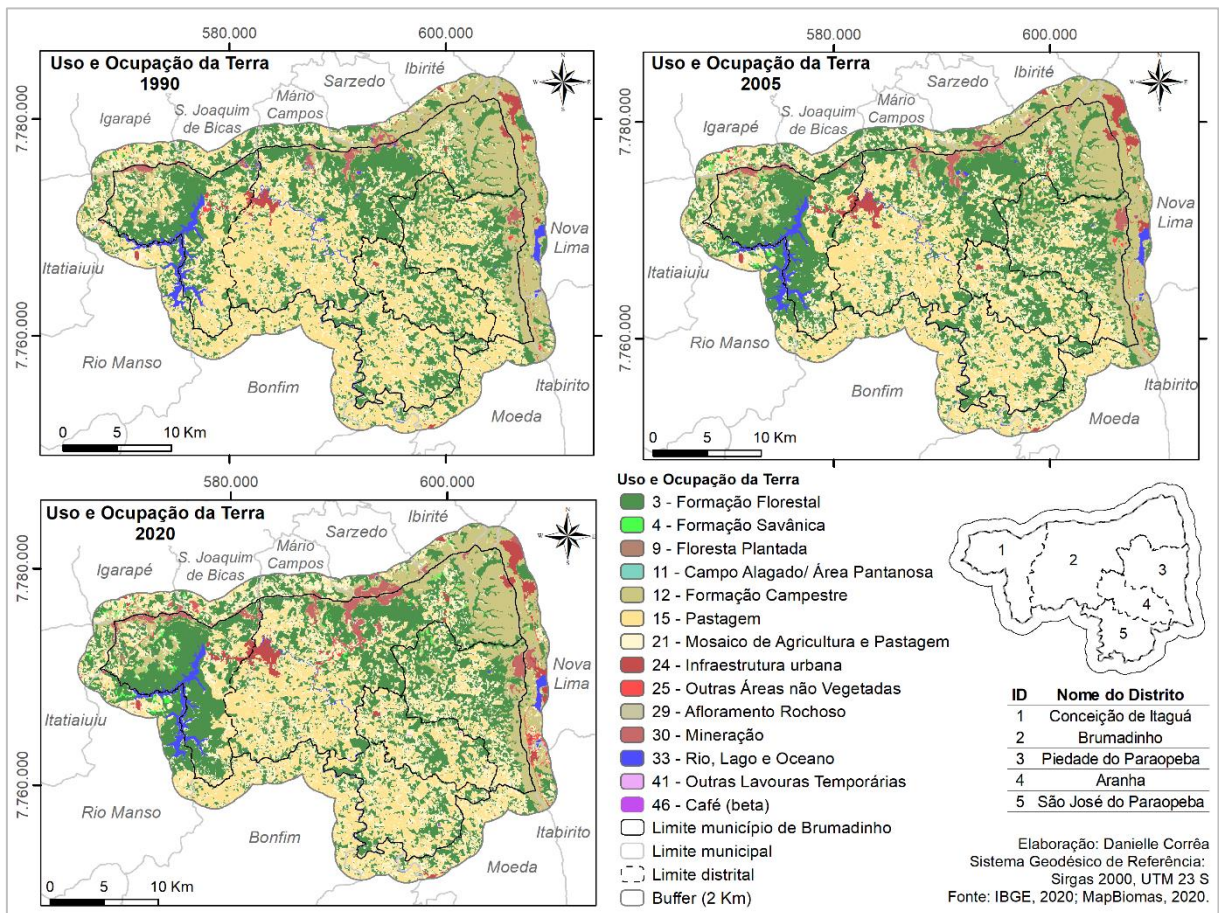 580.000
600.000
Uso e Ocupação da Terra
1990
Sarzedo
Ibirité
Mário
Campos
S. Joaquim
de Bicas
Igarapé
7.780.000
Nova
Lima
Itatiaiuiu
7.760.000
Rio Manso
Bonfim
Itabirito
Moeda
0 5 10 Km
580.000
600.000
Uso e Ocupação da Terra
2005
Sarzedo
Ibirité
Mário
Campos
S. Joaquim
de Bicas
Igarapé
7.780.000
Nova
Lima
Itatiaiuiu
7.760.000
Rio Manso
Bonfim
Itabirito
Moeda
0 5 10 Km
580.000
600.000
Uso e Ocupação da Terra
2020
Sarzedo
Ibirité
Mário
Campos
S. Joaquim
de Bicas
Igarapé
7.780.000
Nova
Lima
Itatiaiuiu
7.760.000
Rio Manso
Bonfim
Itabirito
Moeda
0 5 10 Km
Uso e Ocupação da Terra
3 - Formação Florestal
4 - Formação Savânica
9 - Floresta Plantada
11 - Campo Alagado/ Área Pantanosa
12 - Formação Campestre
15 - Pastagem
21 - Mosaico de Agricultura e Pastagem
24 - Infraestrutura urbana
25 - Outras Áreas não Vegetadas
29 - Afloramento Rochoso
30 - Mineração
33 - Rio, Lago e Oceano
41 - Outras Lavouras Temporárias
46 - Café (beta)
Limite município de Brumadinho
Limite municipal
Limite distrital
Buffer (2 Km)
1
2
3
4
5
ID Nome do Distrito
1 Conceição de Itaguá
2 Brumadinho
3 Piedade do Paraopeba
4 Aranha
5 São José do Paraopeba
Elaboração: Danielle Corrêa
Sistema Geodésico de Referência:
Sirgas 2000, UTM 23 S
Fonte: IBGE, 2020; MapBiomas, 2020.